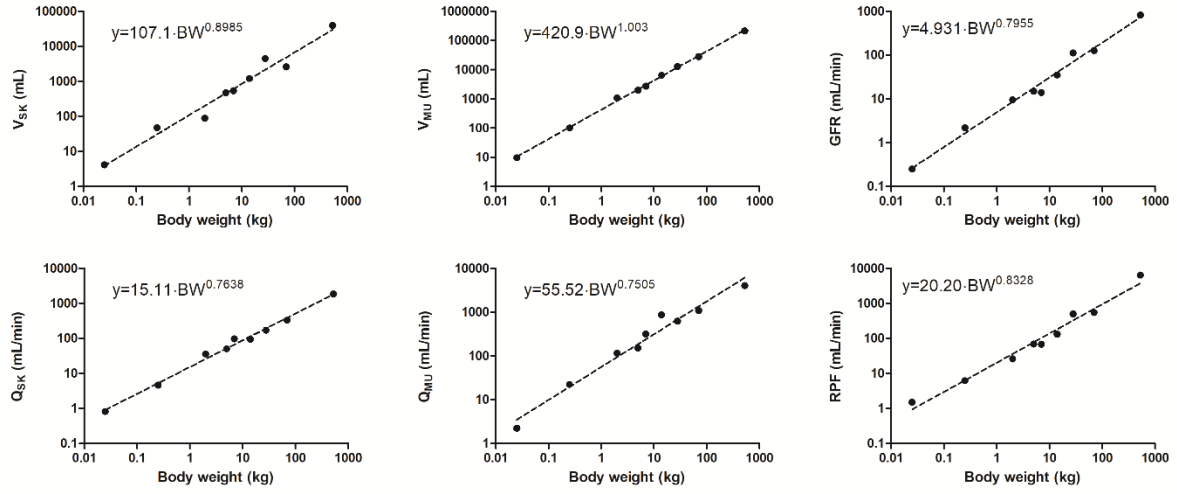 y=107.1·BW^0.8985
100000
10000
1000
100
10
1
V_SK (mL)
0.01 0.1 1 10 100 1000
Body weight (kg)
y=420.9·BW^1.003
1000000
100000
10000
1000
100
10
1
V_MU (mL)
0.01 0.1 1 10 100 1000
Body weight (kg)
y=4.931·BW^0.7955
1000
100
10
1
0.1
GFR (mL/min)
0.01 0.1 1 10 100 1000
Body weight (kg)
y=15.11·BW^0.7638
10000
1000
100
10
1
0.1
Q_SK (mL/min)
0.01 0.1 1 10 100 1000
Body weight (kg)
y=55.52·BW^0.7505
10000
1000
100
10
1
Q_MU (mL/min)
0.01 0.1 1 10 100 1000
Body weight (kg)
y=20.20·BW^0.8328
10000
1000
100
10
1
0.1
RPF (mL/min)
0.01 0.1 1 10 100 1000
Body weight (kg)